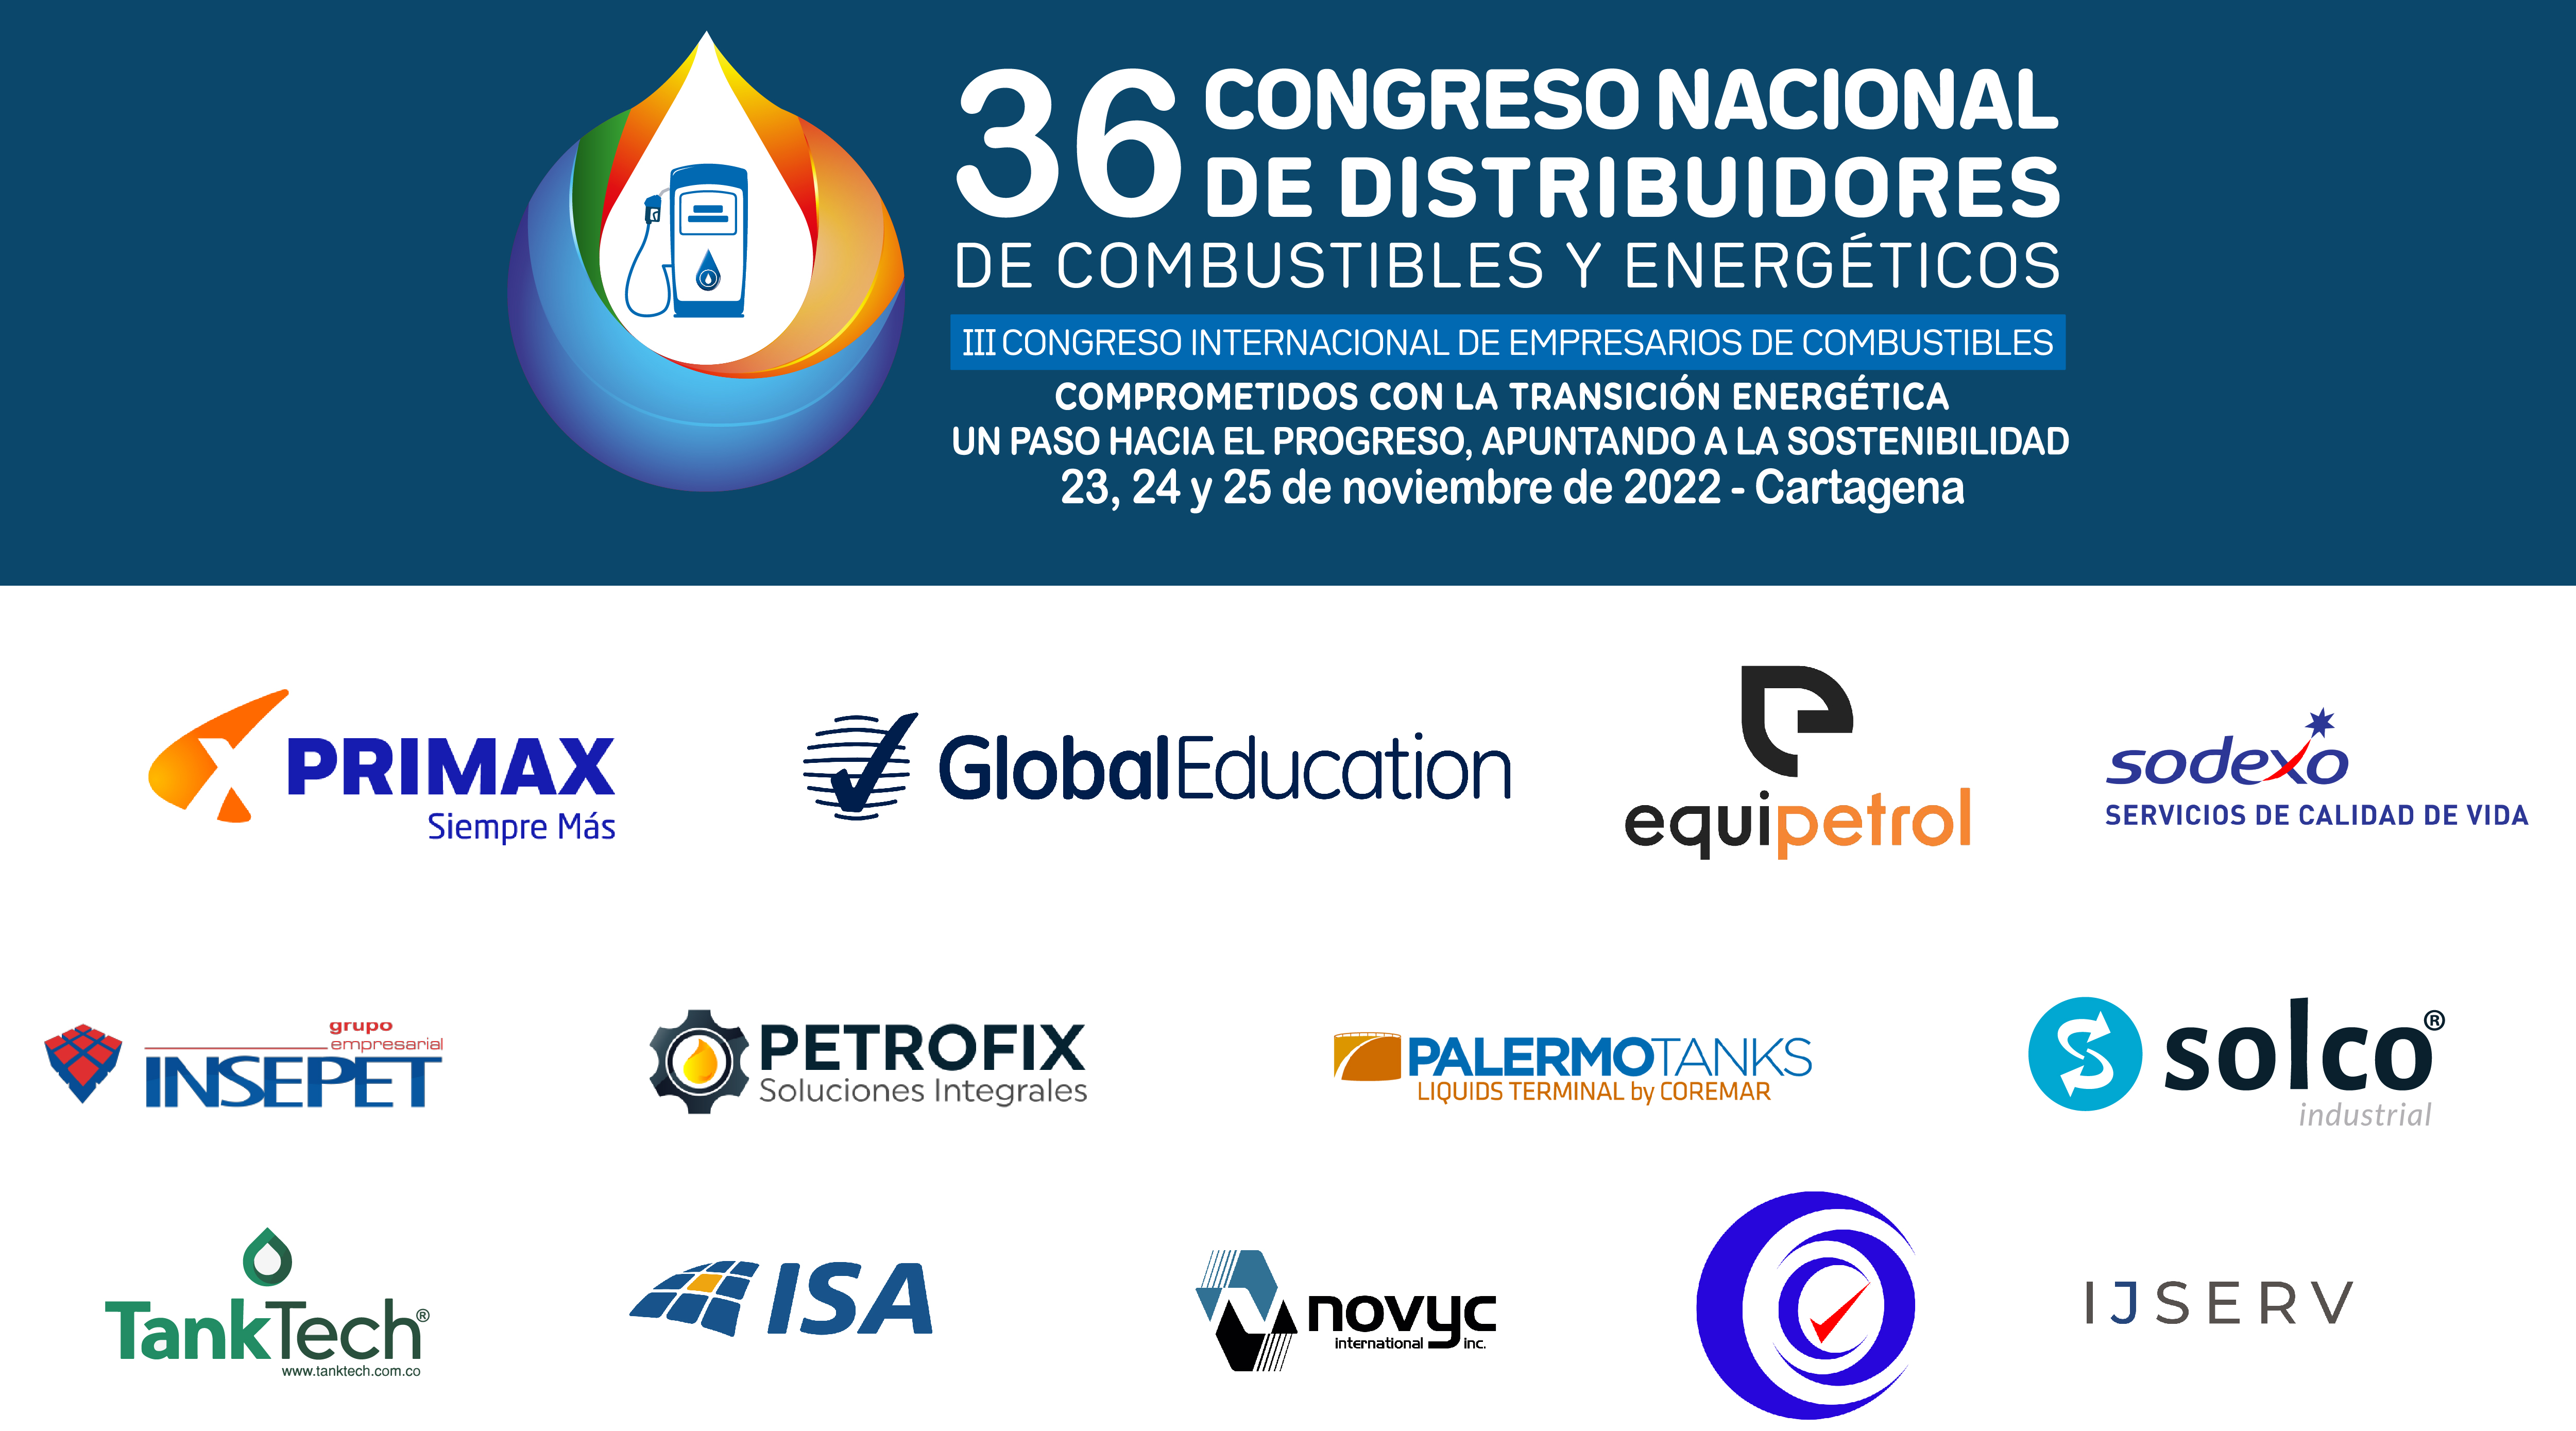 36 CONGRESO NACIONAL
DE DISTRIBUIDORES
DE COMBUSTIBLES Y ENERGÉTICOS
III CONGRESO INTERNACIONAL DE EMPRESARIOS DE COMBUSTIBLES
COMPROMETIDOS CON LA TRANSICIÓN ENERGÉTICA
UN PASO HACIA EL PROGRESO, APUNTANDO A LA SOSTENIBILIDAD
23, 24 y 25 de noviembre de 2022 - Cartagena
PRIMAX
Siempre Más
GlobalEducation
equipetrol
sodexo
SERVICIOS DE CALIDAD DE VIDA
grupo
empresarial
INSEPET
PETROFIX
Soluciones Integrales
PALERMOTANKS
LIQUIDS TERMINAL by COREMAR
solco®
industrial
TankTech®
www.tanktech.com.co
ISA
novyc
international inc.
IJSERV